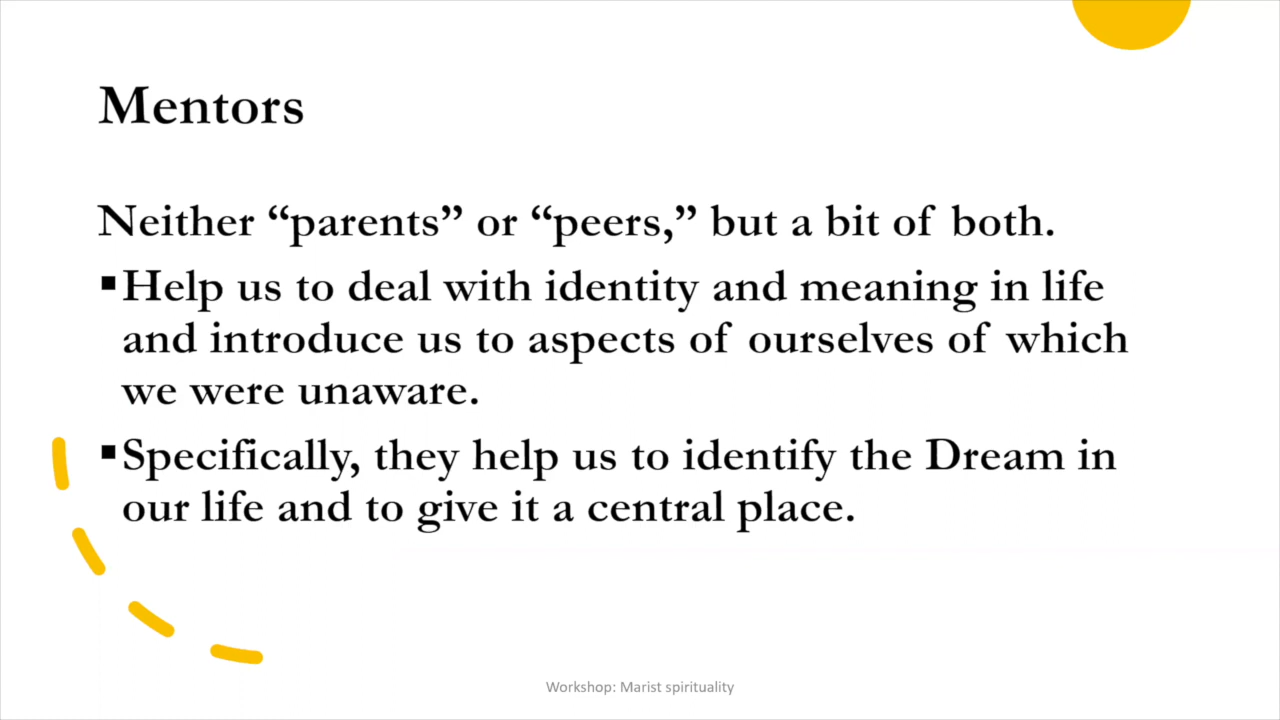 Mentors
Neither “parents” or “peers,” but a bit of both.
▪Help us to deal with identity and meaning in life
and introduce us to aspects of ourselves of which
we were unaware.
▪Specifically, they help us to identify the Dream in
our life and to give it a central place.
Workshop: Marist spirituality